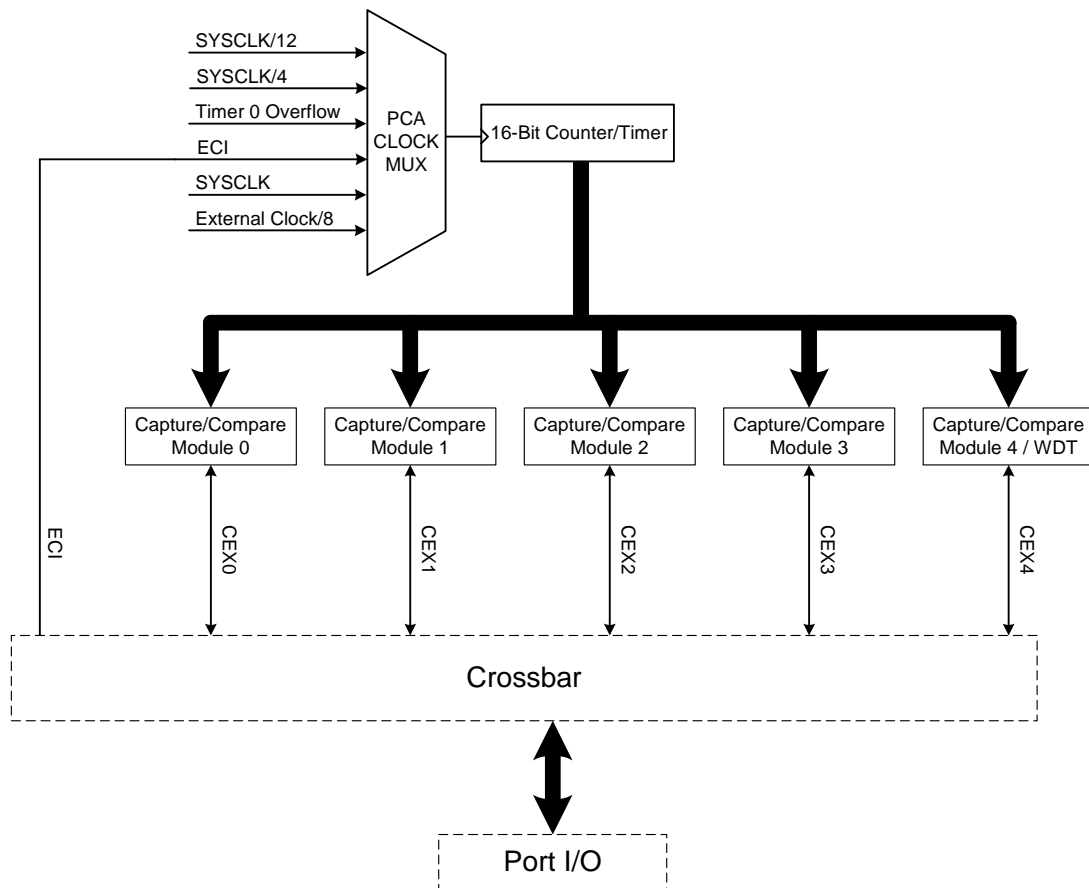 SYSCLK/12
SYSCLK/4
Timer 0 Overflow
ECI
SYSCLK
External Clock/8
PCA
CLOCK
MUX
16-Bit Counter/Timer
Capture/Compare
Module 0
Capture/Compare
Module 1
Capture/Compare
Module 2
Capture/Compare
Module 3
Capture/Compare
Module 4 / WDT
ECI
CEX0
CEX1
CEX2
CEX3
CEX4
Crossbar
Port I/O